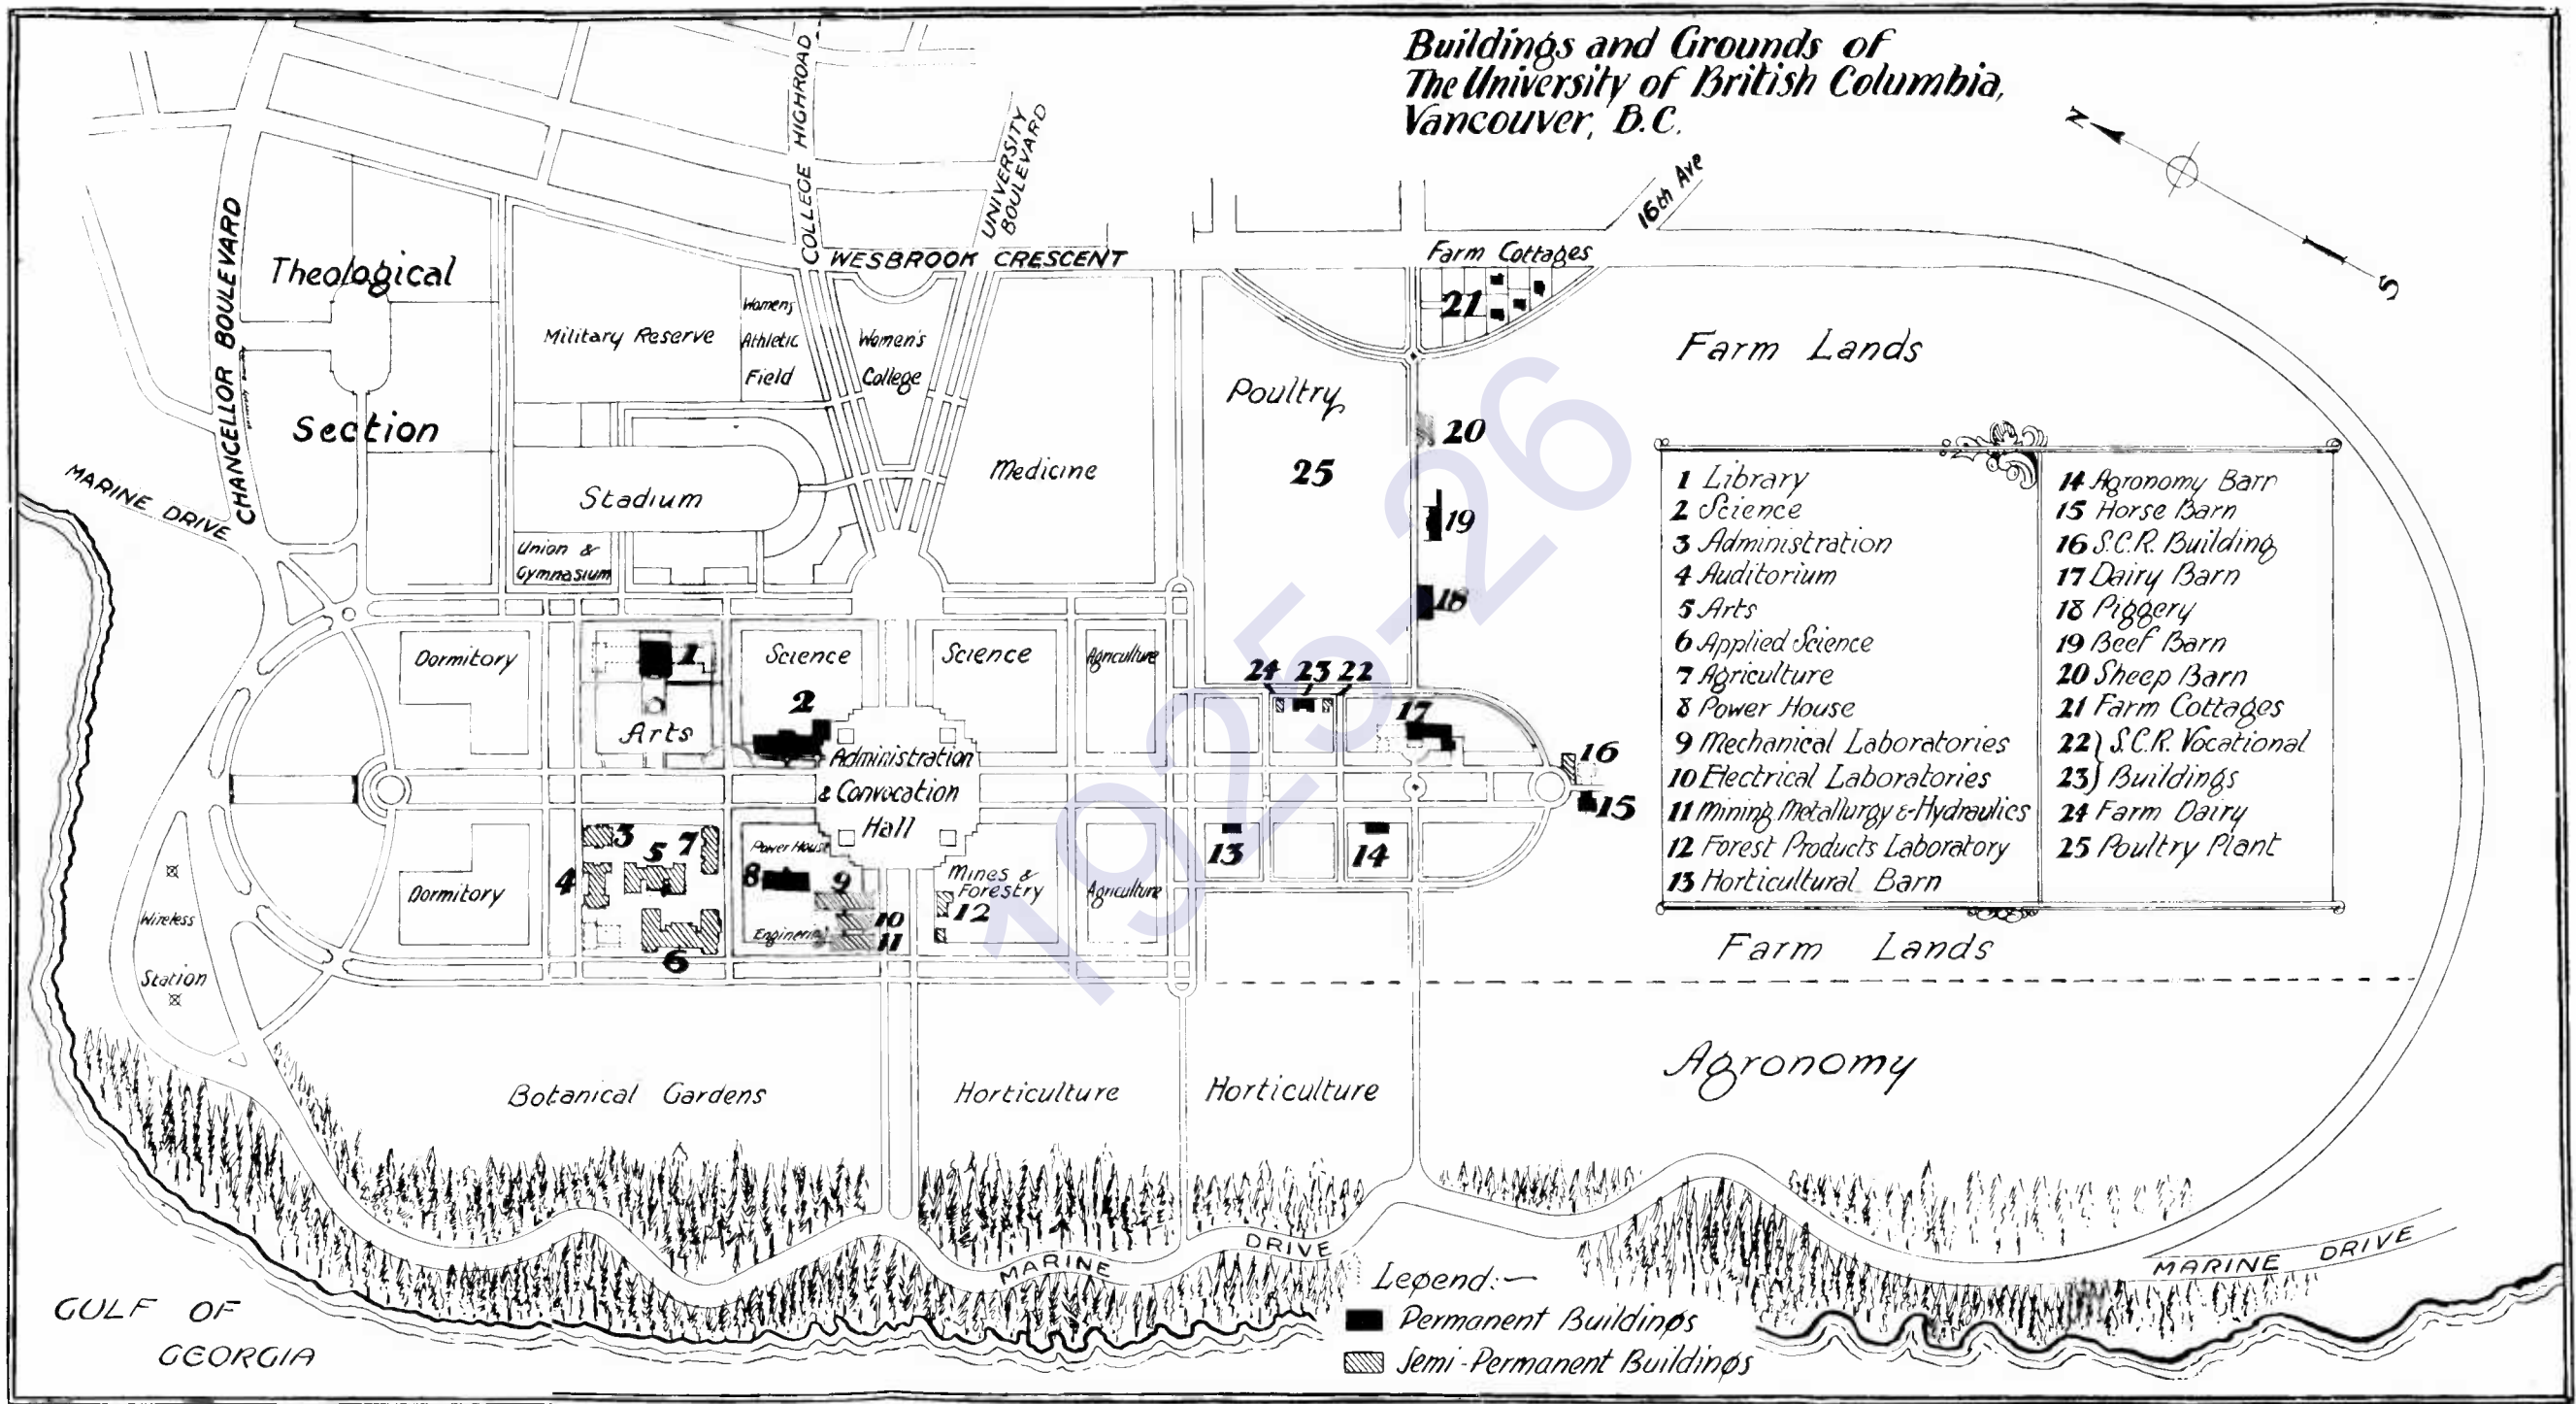 Buildings and Grounds of
The University of British Columbia,
Vancouver, B.C.
N
S
COLLEGE HIGHROAD
UNIVERSITY
BOULEVARD
16th Ave
CHANCELLOR BOULEVARD
WESBROOK CRESCENT
MARINE DRIVE
Theological
Section
Military Reserve
Womens
Athletic
Field
Women's
College
Stadium
Union &
Gymnasium
Medicine
Poultry
25
Farm Cottages
21
20
19
18
Farm Lands
Dormitory
1
Arts
Science
2
Science
Agriculture
24 23 22
17
16
15
Administration
& Convocation
Hall
3
4
5
7
6
Power House
8
9
10
11
Mines &
Forestry
12
Agriculture
Dormitory
13
14
Wireless
Station
1 Library
2 Science
3 Administration
4 Auditorium
5 Arts
6 Applied Science
7 Agriculture
8 Power House
9 Mechanical Laboratories
10 Electrical Laboratories
11 Mining Metallurgy & Hydraulics
12 Forest Products Laboratory
13 Horticultural Barn
14 Agronomy Barr
15 Horse Barn
16 S.C.R. Building
17 Dairy Barn
18 Piggery
19 Beef Barn
20 Sheep Barn
21 Farm Cottages
22) S.C.R. Vocational
23) Buildings
24 Farm Dairy
25 Poultry Plant
Farm Lands
Botanical Gardens
Horticulture
Horticulture
Agronomy
MARINE DRIVE
MARINE DRIVE
GULF OF
GEORGIA
Legend:-
Permanent Buildings
Semi-Permanent Buildings
1925-26